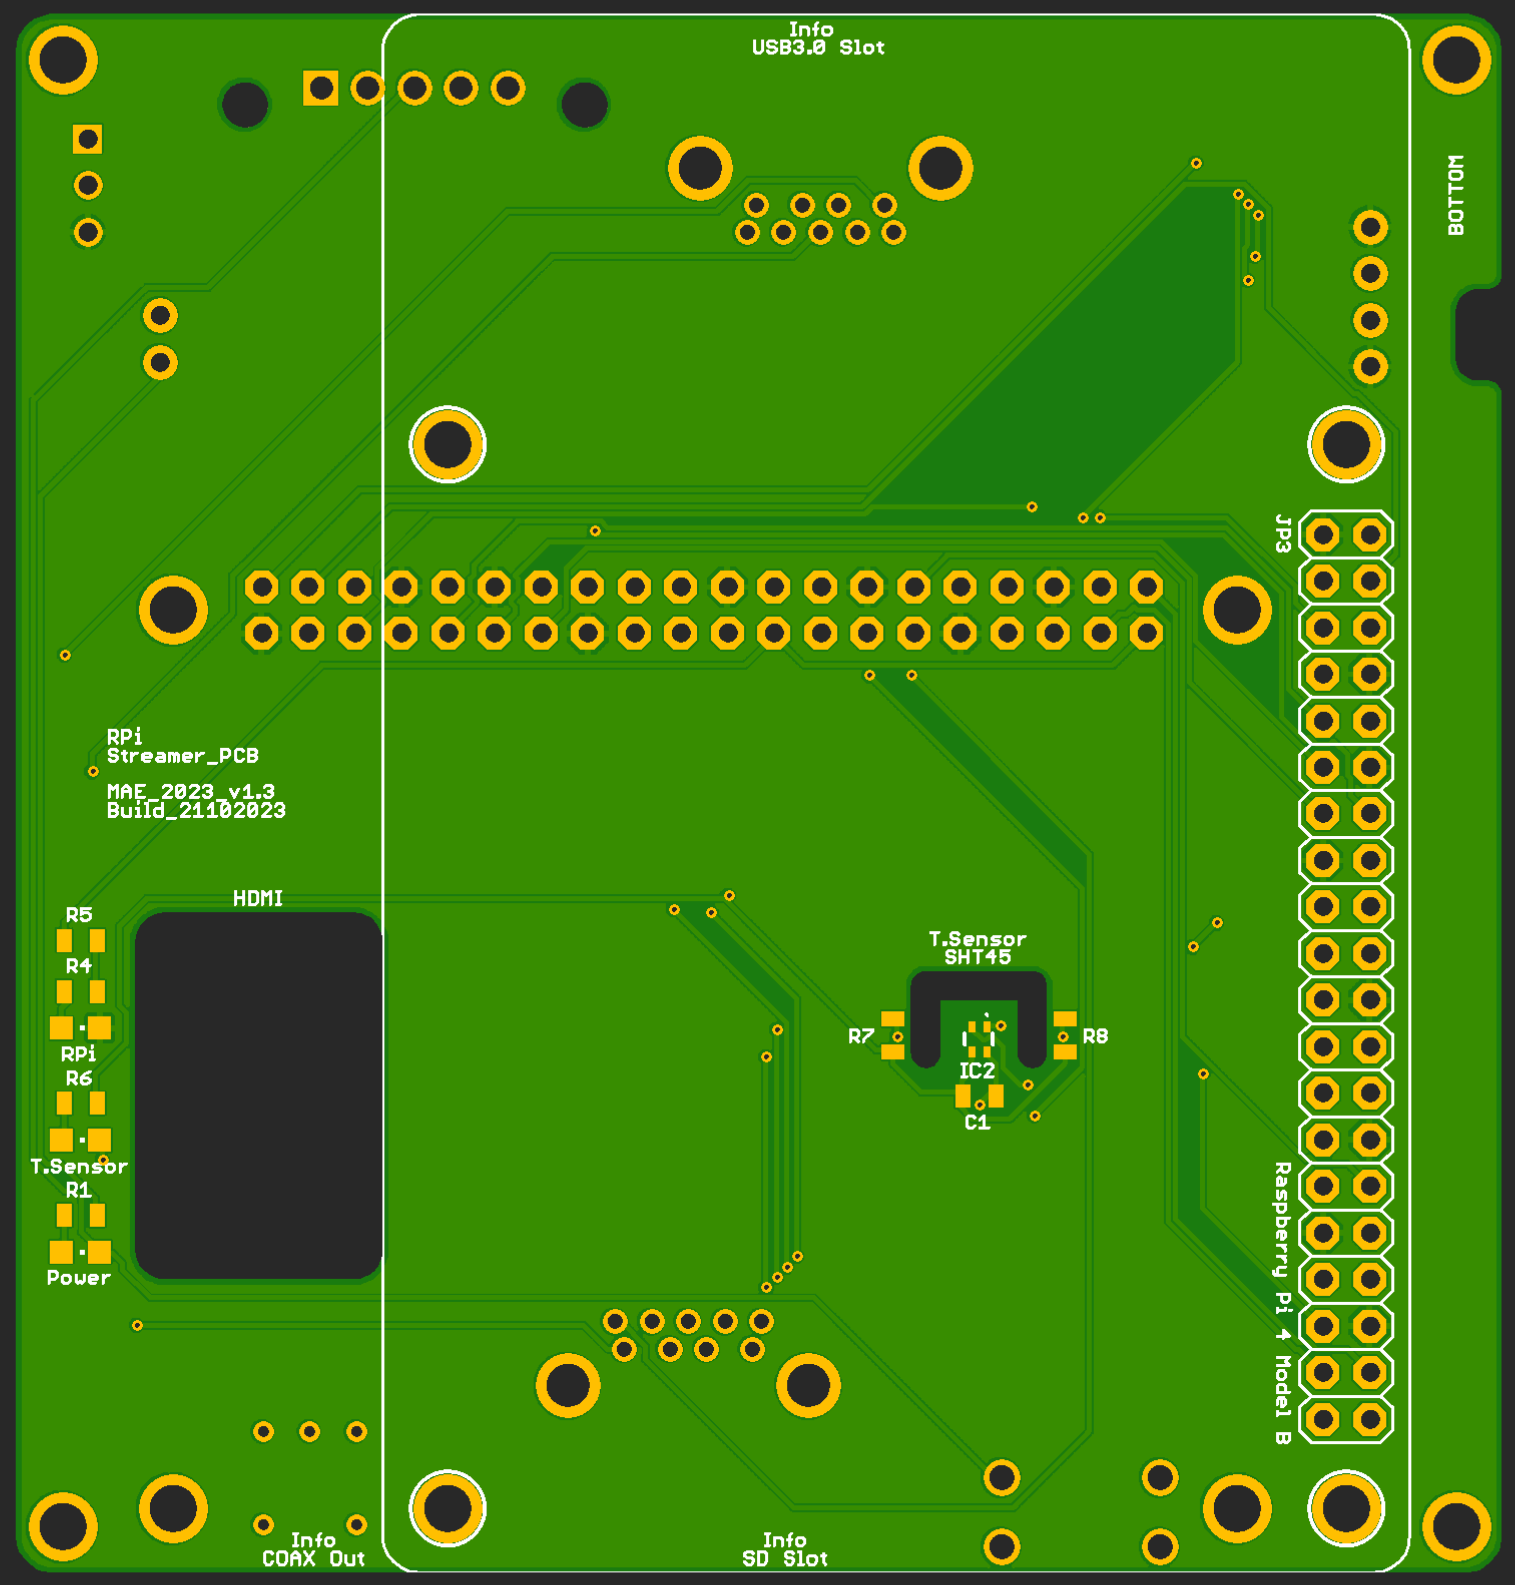 Info
USB3.0 Slot
BOTTOM
JP3
RPi
Streamer_PCB
MAE_2023_v1.3
Build_21102023
HDMI
R5
R4
RPi
R6
T.Sensor
R1
Power
T.Sensor
SHT45
R7
R8
IC2
C1
Raspberry Pi 4 Model B
Info
COAX Out
Info
SD Slot